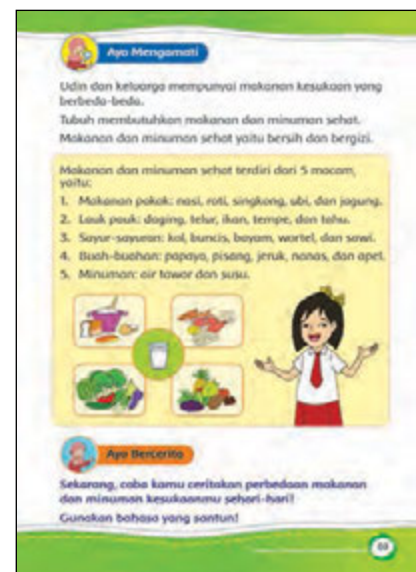 Ayo Mengamati
Udin dan keluarga mempunyai makanan kesukaan yang
berbeda-beda.
Tubuh membutuhkan makanan dan minuman sehat.
Makanan dan minuman sehat yaitu bersih dan bergizi.
Makanan dan minuman sehat terdiri dari 5 macam,
yaitu:
1. Makanan pokok: nasi, roti, singkong, ubi, dan jagung.
2. Lauk pauk: daging, telur, ikan, tempe, dan tahu.
3. Sayur-sayuran: kol, buncis, bayam, wortel, dan sawi.
4. Buah-buahan: papaya, pisang, jeruk, nanas, dan apel.
5. Minuman: air tawar dan susu.
Ayo Bercerita
Sekarang, coba kamu ceritakan perbedaan makanan
dan minuman kesukaanmu sehari-hari!
Gunakan bahasa yang santun!